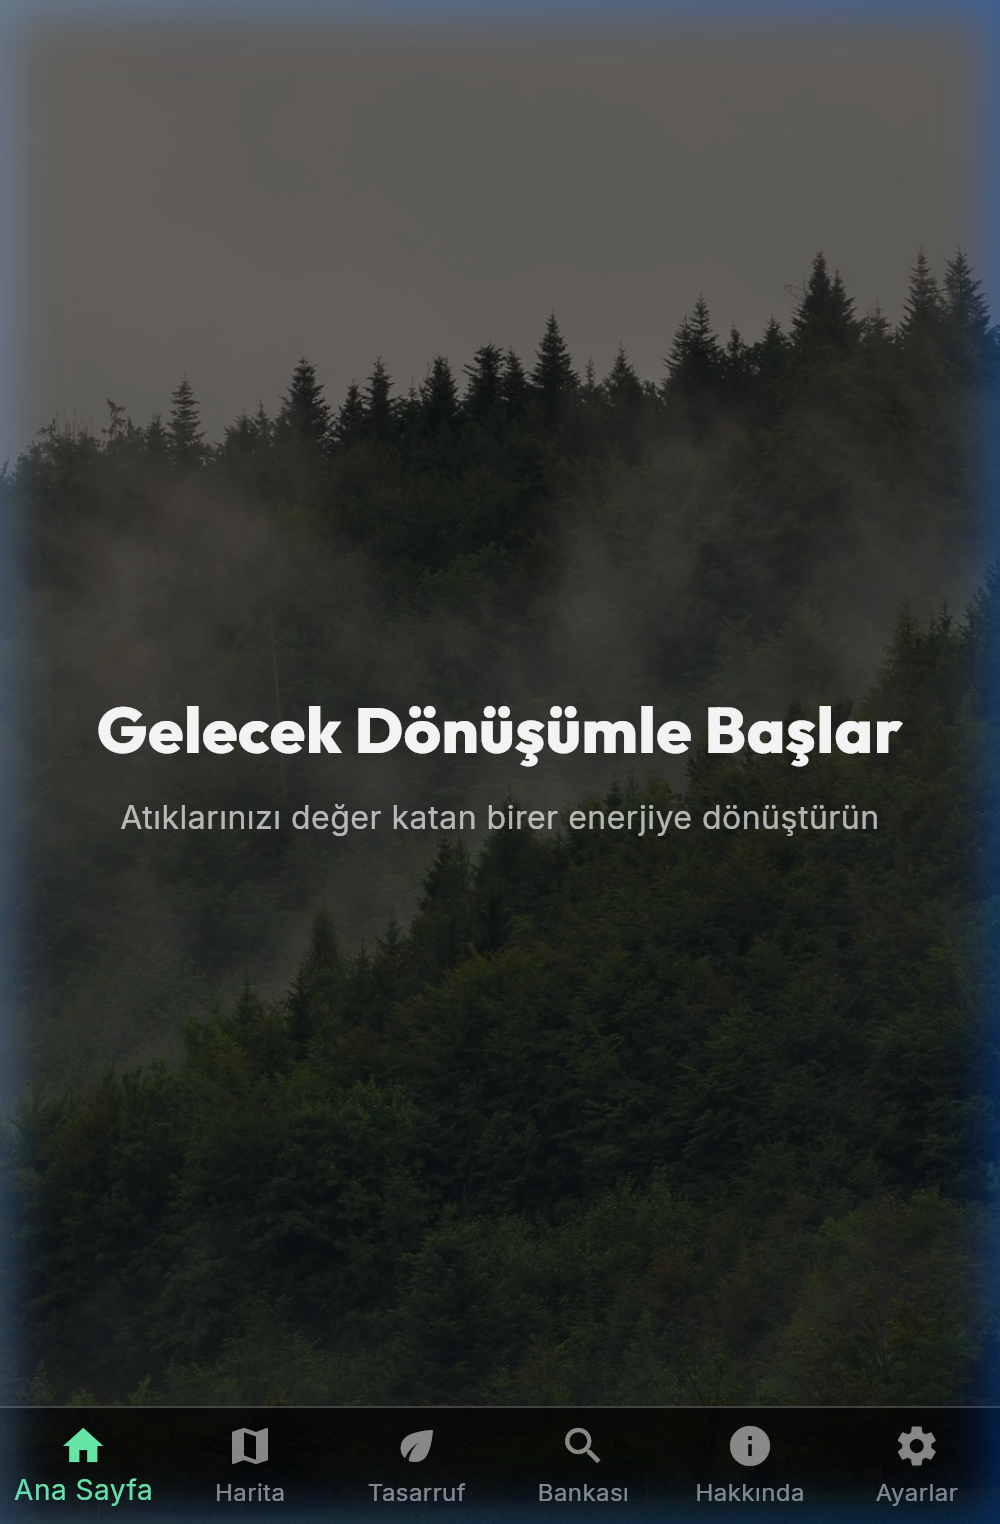 Gelecek Dönüşümle Başlar
Atıklarınızı değer katan birer enerjiye dönüştürün
Ana Sayfa
Harita
Tasarruf
Bankası
Hakkında
Ayarlar